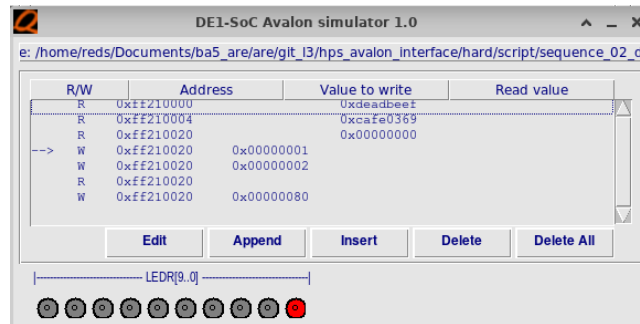 DE1-SoC Avalon simulator 1.0
e: /home/reds/Documents/ba5_are/are/git_l3/hps_avalon_interface/hard/script/sequence_02_
R/W Address Value to write Read value
R 0xff210000 0xdeadbeef
R 0xff210004 0xcafe0369
R 0xff210020 0x00000000
--> W 0xff210020 0x00000001
W 0xff210020 0x00000002
R 0xff210020
W 0xff210020 0x00000080
Edit Append Insert Delete Delete All
|------------------------------ LEDR[9..0] ------------------------------|